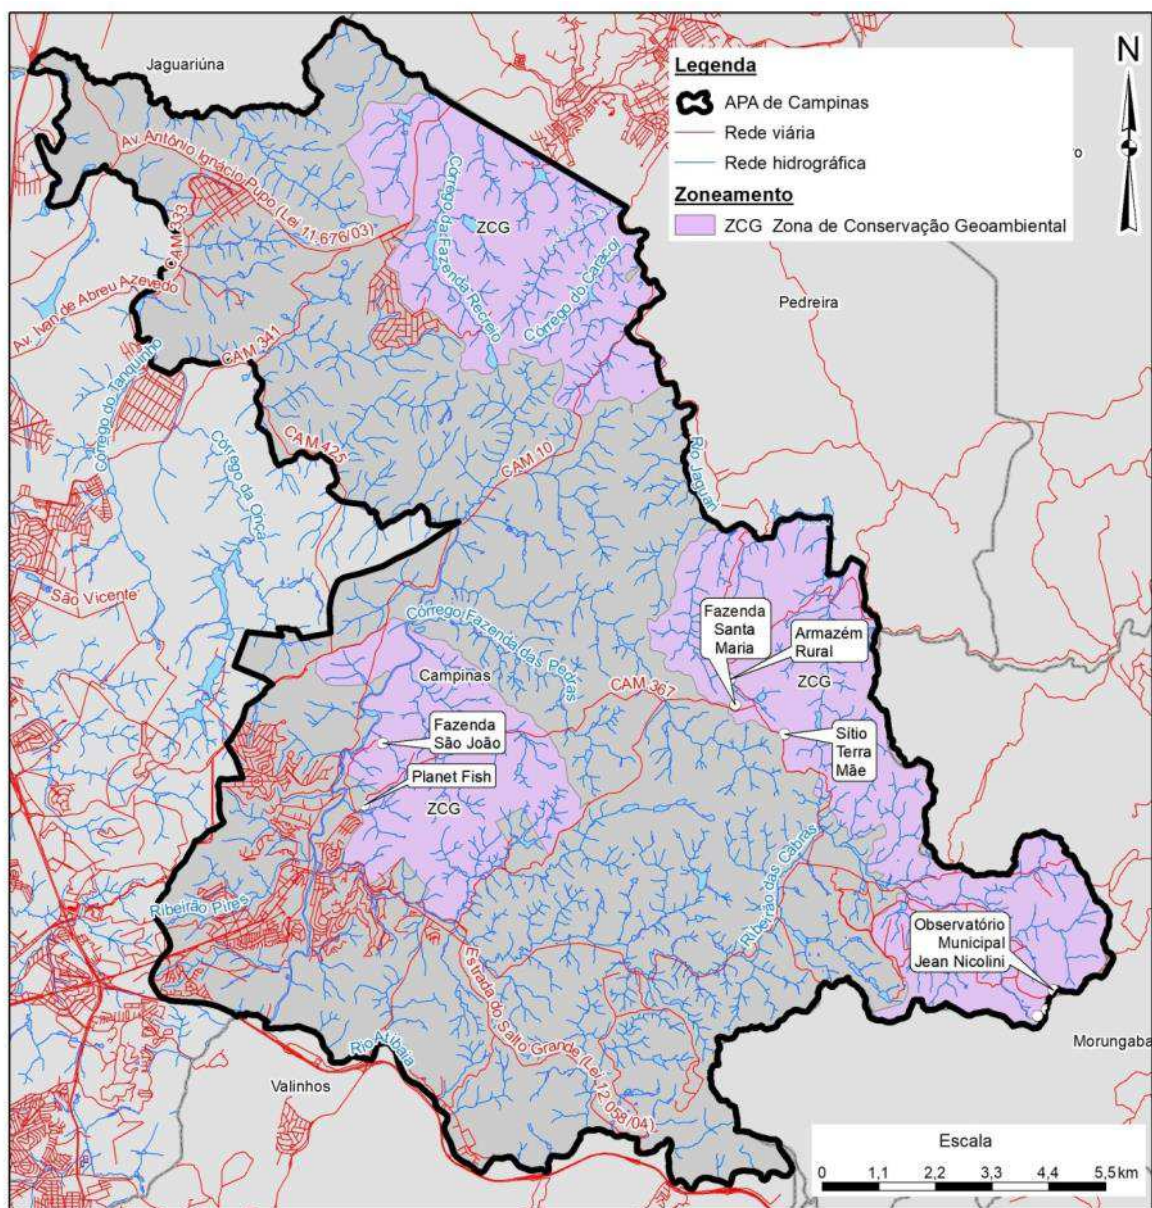 Jaguariúna
N
Legenda
APA de Campinas
Rede viária
Rede hidrográfica
Zoneamento
ZCG Zona de Conservação Geoambiental
Av. Antônio Ignácio Pupo (Lei 11.676/03)
CAM 333
Córrego da Fazenda Recreio
ZCG
Córrego do Caracol
Av. Ivan de Abreu Azevedo
CAM 341
Pedreira
Córrego do Tanquinho
Córrego da Onça
CAM 425
CAM 10
Rio Jaguari
São Vicente
Córrego Fazenda das Pedras
Fazenda
Santa
Maria
Armazém
Rural
Campinas
CAM 367
ZCG
Fazenda
São João
Sítio
Terra
Mãe
Planet Fish
ZCG
Ribeirão das Cabras
Ribeirão Pires
Observatório
Municipal
Jean Nicolini
Estrada do Salto Grande (Lei 12.058/04)
Rio Atibaia
Morungaba
Valinhos
Escala
0 1,1 2,2 3,3 4,4 5,5 km